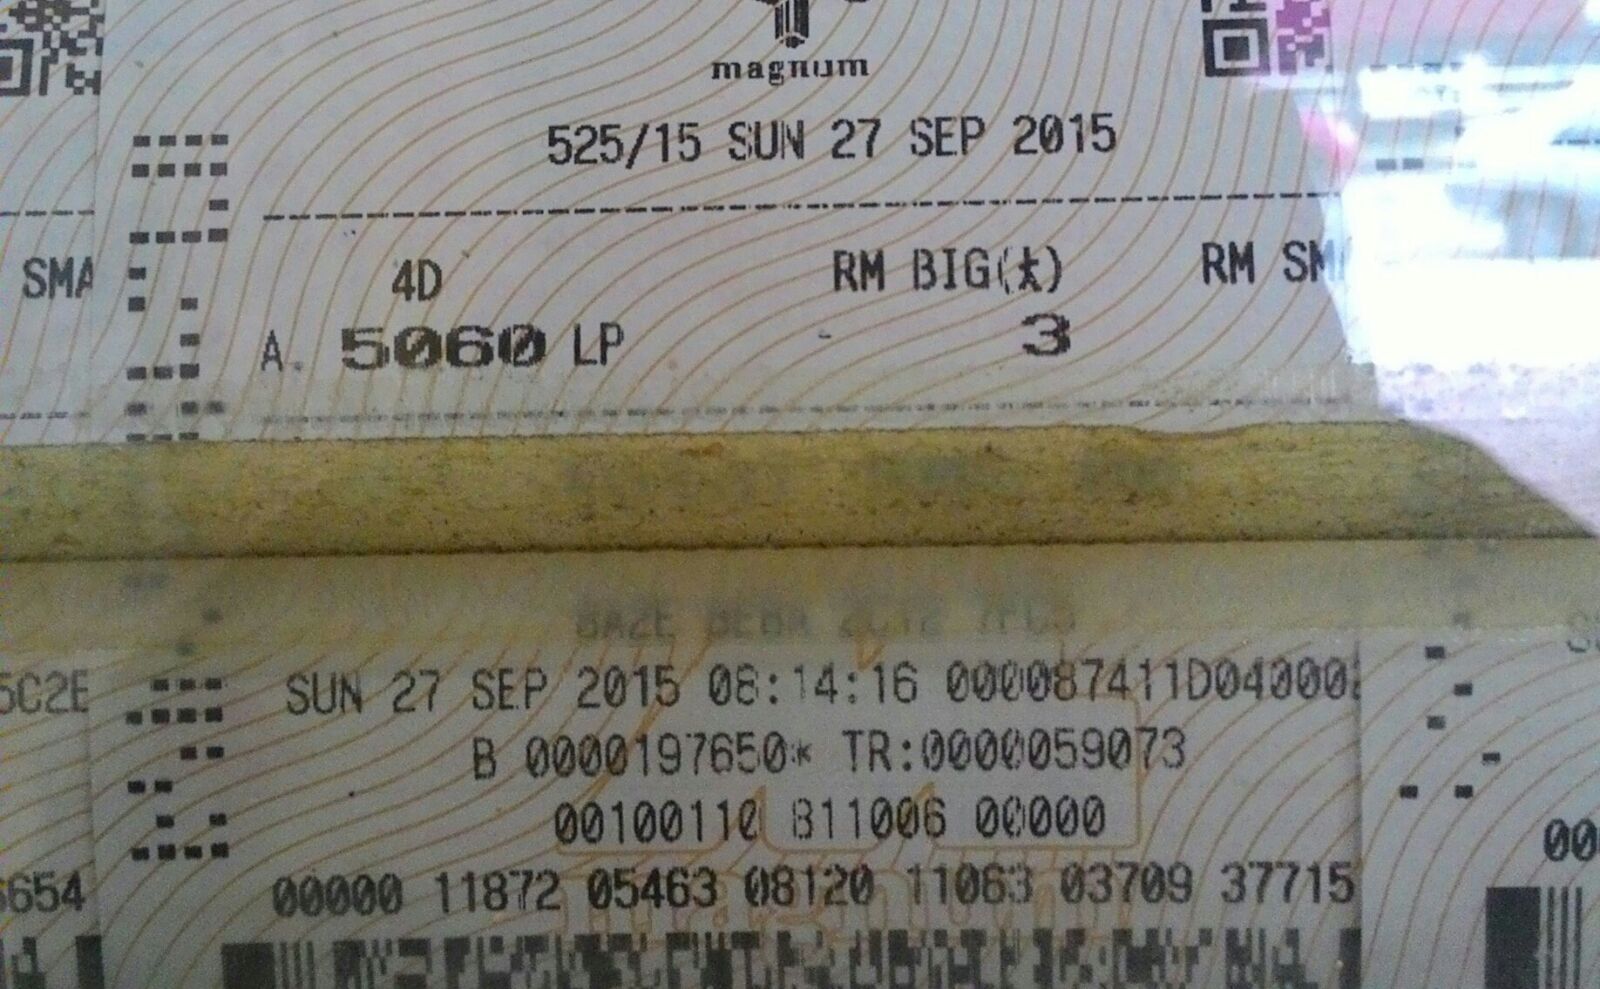 magnum
525/15 SUN 27 SEP 2015
SMA 4D RM BIG(大) RM SM
A. 5060 LP - 3
5C2E SUN 27 SEP 2015 08:14:16 000087411D04000
B 0000197650* TR:0000059073
00100110 B11006 00000
00
6654 00000 11872 05463 08120 11063 03709 37715